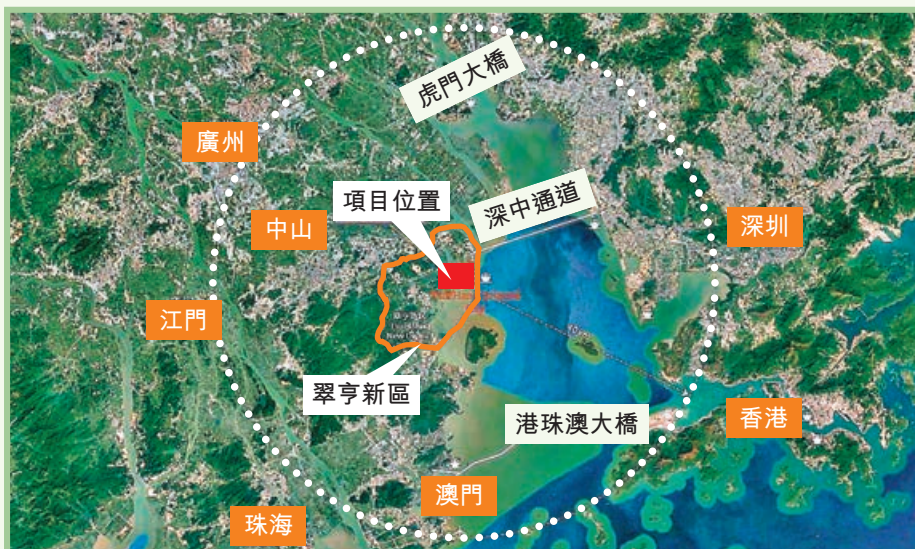 虎門大橋
廣州
項目位置
深中通道
中山
深圳
江門
翠亨新區
港珠澳大橋
香港
澳門
珠海